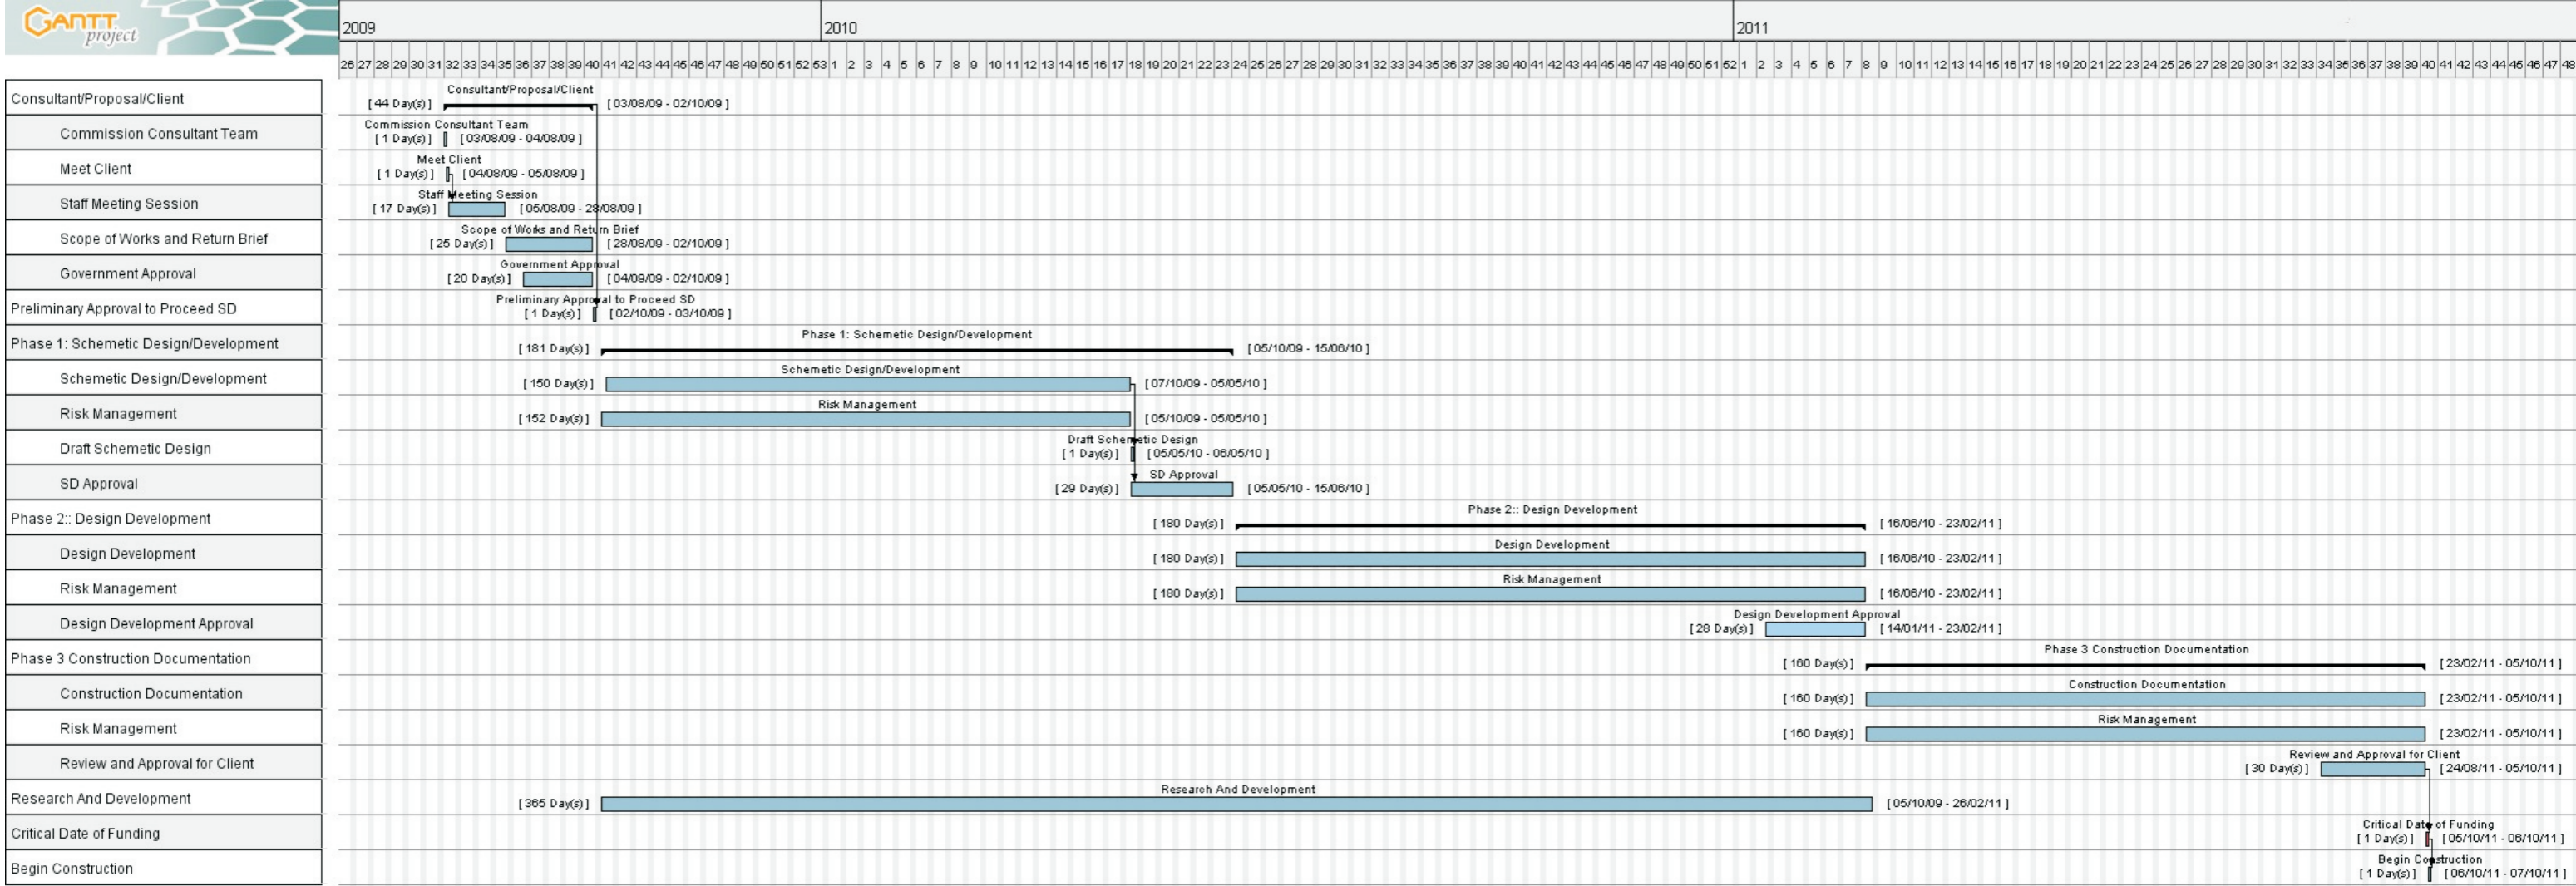 GANTT
project
2009 2010 2011
26 27 28 29 30 31 32 33 34 35 36 37 38 39 40 41 42 43 44 45 46 47 48 49 50 51 52 53 1 2 3 4 5 6 7 8 9 10 11 12 13 14 15 16 17 18 19 20 21 22 23 24 25 26 27 28 29 30 31 32 33 34 35 36 37 38 39 40 41 42 43 44 45 46 47 48 49 50 51 52 1 2 3 4 5 6 7 8 9 10 11 12 13 14 15 16 17 18 19 20 21 22 23 24 25 26 27 28 29 30 31 32 33 34 35 36 37 38 39 40 41 42 43 44 45 46 47 48
Consultant/Proposal/Client
Consultant/Proposal/Client
[ 44 Day(s) ] [ 03/08/09 - 02/10/09 ]
Commission Consultant Team
Commission Consultant Team
[ 1 Day(s) ] [ 03/08/09 - 04/08/09 ]
Meet Client
Meet Client
[ 1 Day(s) ] [ 04/08/09 - 05/08/09 ]
Staff Meeting Session
Staff Meeting Session
[ 17 Day(s) ] [ 05/08/09 - 28/08/09 ]
Scope of Works and Return Brief
Scope of Works and Return Brief
[ 25 Day(s) ] [ 28/08/09 - 02/10/09 ]
Government Approval
Government Approval
[ 20 Day(s) ] [ 04/09/09 - 02/10/09 ]
Preliminary Approval to Proceed SD
Preliminary Approval to Proceed SD
[ 1 Day(s) ] [ 02/10/09 - 03/10/09 ]
Phase 1: Schemetic Design/Development
Phase 1: Schemetic Design/Development
[ 181 Day(s) ] [ 05/10/09 - 15/06/10 ]
Schemetic Design/Development
Schemetic Design/Development
[ 150 Day(s) ] [ 07/10/09 - 05/05/10 ]
Risk Management
Risk Management
[ 152 Day(s) ] [ 05/10/09 - 05/05/10 ]
Draft Schemetic Design
Draft Schemetic Design
[ 1 Day(s) ] [ 05/05/10 - 06/05/10 ]
SD Approval
SD Approval
[ 29 Day(s) ] [ 05/05/10 - 15/06/10 ]
Phase 2:: Design Development
Phase 2:: Design Development
[ 180 Day(s) ] [ 16/06/10 - 23/02/11 ]
Design Development
Design Development
[ 180 Day(s) ] [ 16/06/10 - 23/02/11 ]
Risk Management
Risk Management
[ 180 Day(s) ] [ 16/06/10 - 23/02/11 ]
Design Development Approval
Design Development Approval
[ 28 Day(s) ] [ 14/01/11 - 23/02/11 ]
Phase 3 Construction Documentation
Phase 3 Construction Documentation
[ 160 Day(s) ] [ 23/02/11 - 05/10/11 ]
Construction Documentation
Construction Documentation
[ 160 Day(s) ] [ 23/02/11 - 05/10/11 ]
Risk Management
Risk Management
[ 160 Day(s) ] [ 23/02/11 - 05/10/11 ]
Review and Approval for Client
Review and Approval for Client
[ 30 Day(s) ] [ 24/08/11 - 05/10/11 ]
Research And Development
Research And Development
[ 365 Day(s) ] [ 05/10/09 - 26/02/11 ]
Critical Date of Funding
Critical Date of Funding
[ 1 Day(s) ] [ 05/10/11 - 06/10/11 ]
Begin Construction
Begin Construction
[ 1 Day(s) ] [ 06/10/11 - 07/10/11 ]